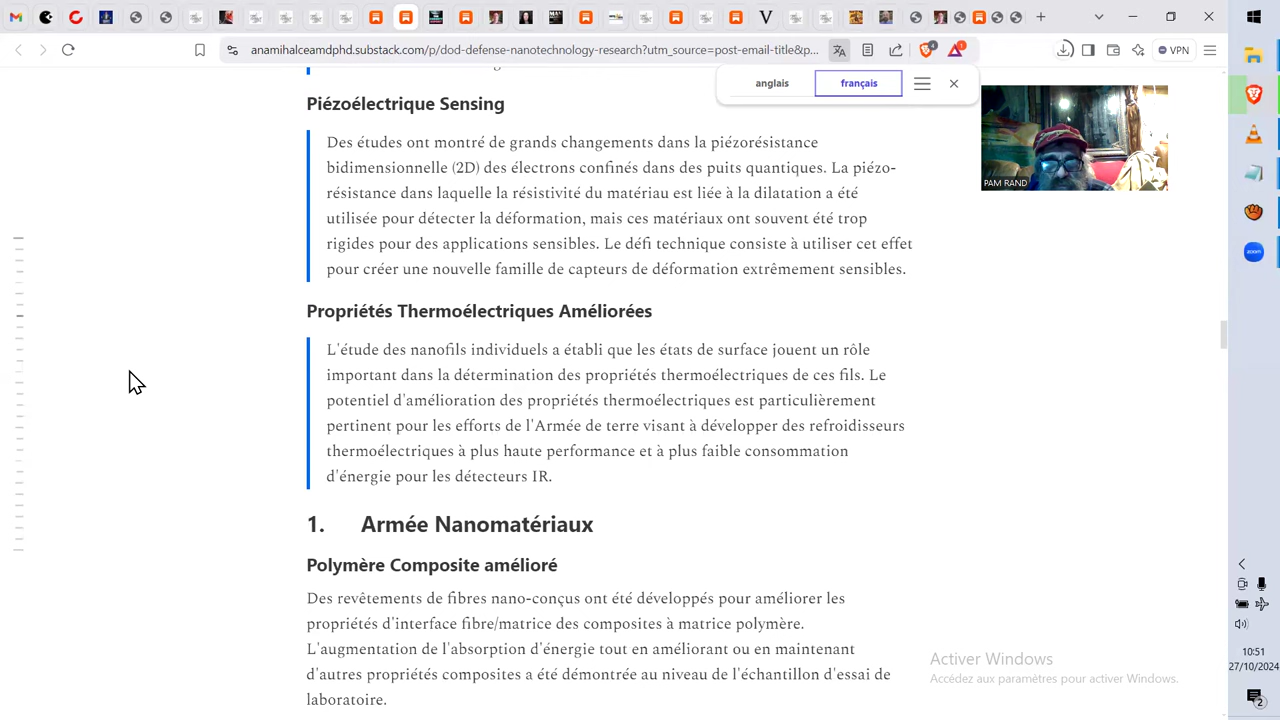 anamihalceamdphd.substack.com/p/dod-defense-nanotechnology-research?utm_source=post-email-title&p...
VPN
anglais
français
Piézoélectrique Sensing
Des études ont montré de grands changements dans la piézorésistance
bidimensionnelle (2D) des électrons confinés dans des puits quantiques. La piézo-
résistance dans laquelle la résistivité du matériau est liée à la dilatation a été
utilisée pour détecter la déformation, mais ces matériaux ont souvent été trop
rigides pour des applications sensibles. Le défi technique consiste à utiliser cet effet
pour créer une nouvelle famille de capteurs de déformation extrêmement sensibles.
PAM RAND
Propriétés Thermoélectriques Améliorées
L'étude des nanofils individuels a établi que les états de surface jouent un rôle
important dans la détermination des propriétés thermoélectriques de ces fils. Le
potentiel d'amélioration des propriétés thermoélectriques est particulièrement
pertinent pour les efforts de l'Armée de terre visant à développer des refroidisseurs
thermoélectriques à plus haute performance et à plus faible consommation
d'énergie pour les détecteurs IR.
1. Armée Nanomatériaux
Polymère Composite amélioré
Des revêtements de fibres nano-conçus ont été développés pour améliorer les
propriétés d'interface fibre/matrice des composites à matrice polymère.
L'augmentation de l'absorption d'énergie tout en améliorant ou en maintenant
d'autres propriétés composites a été démontrée au niveau de l'échantillon d'essai de
laboratoire.
Activer Windows
Accédez aux paramètres pour activer Windows.
zoom
10:51
27/10/2024
2